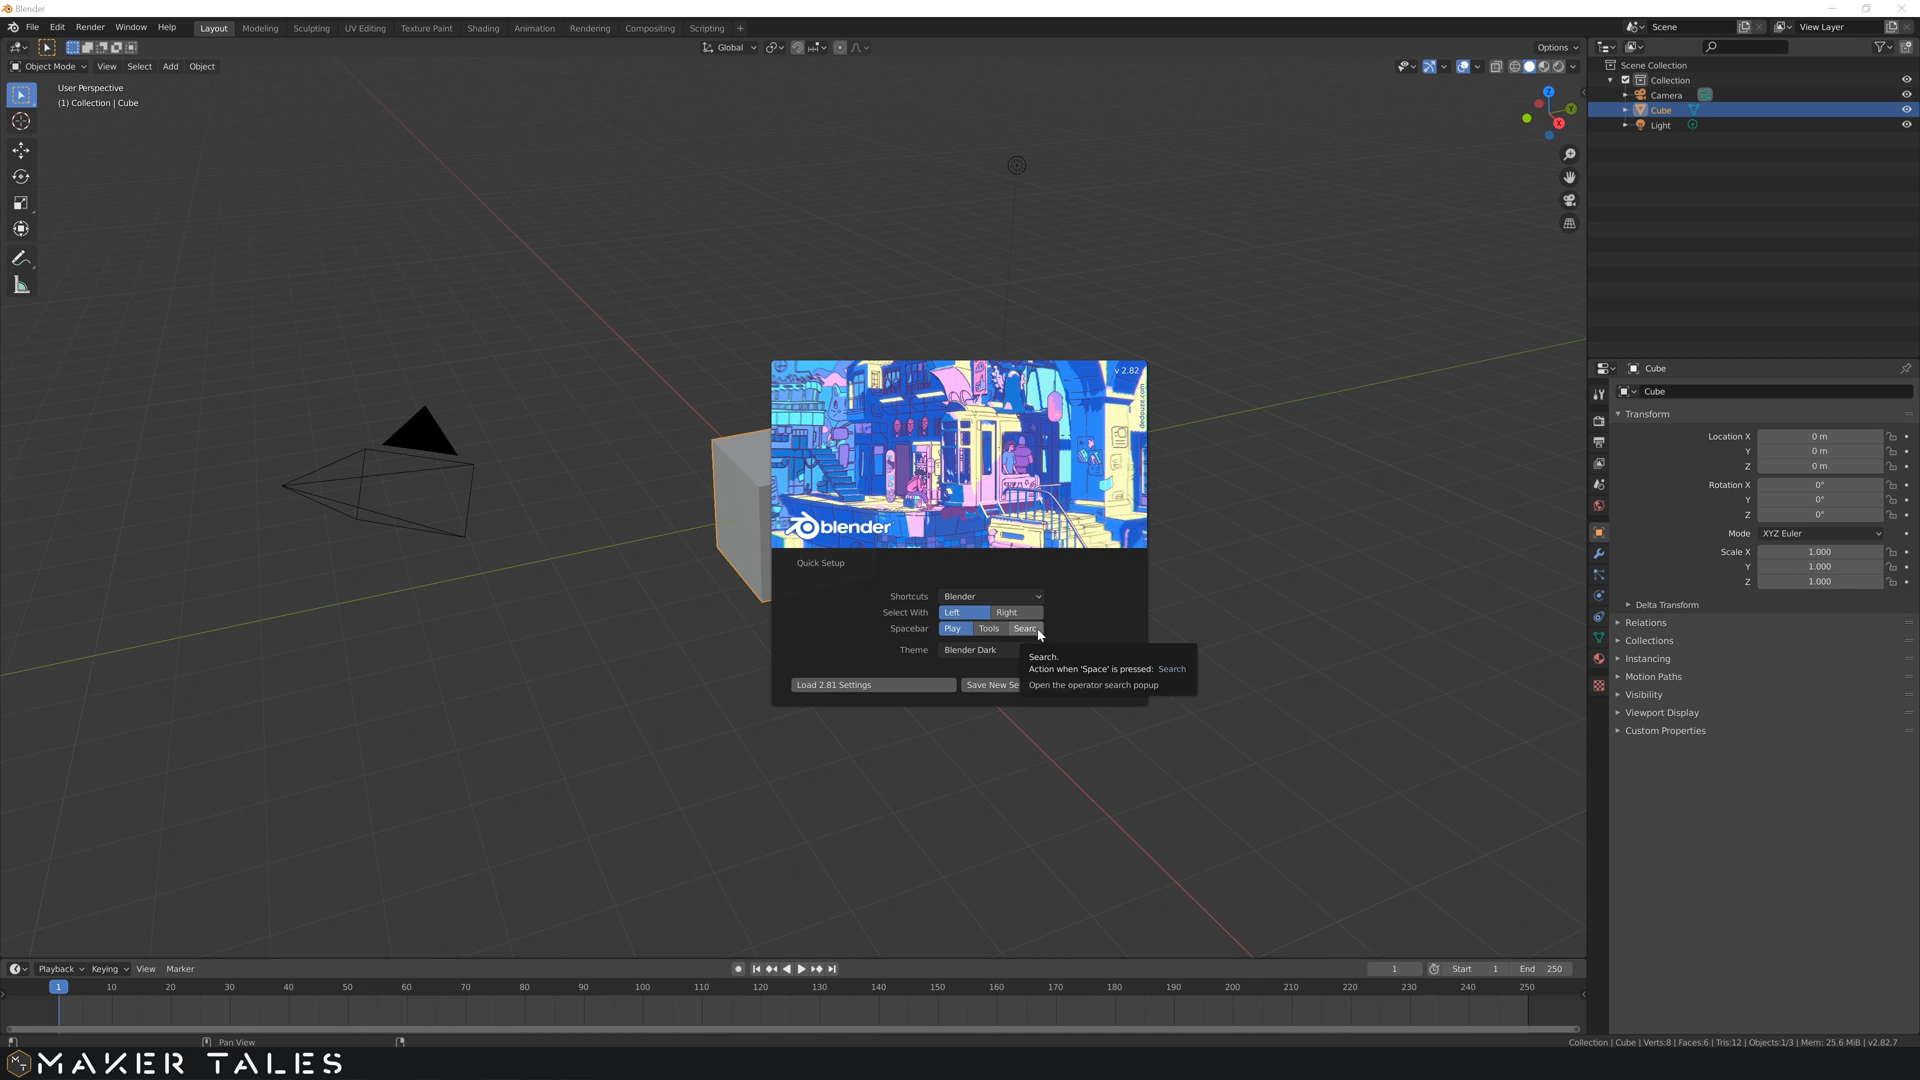 Blender
File Edit Render Window Help Layout Modeling Sculpting UV Editing Texture Paint Shading Animation Rendering Compositing Scripting + Scene View Layer
Global Options
Object Mode View Select Add Object
User Perspective
(1) Collection | Cube
Z
Y
X
Scene Collection
Collection
Camera
Cube
Light
v 2.82
dedouze.com
blender
Quick Setup
Shortcuts Blender
Select With Left Right
Spacebar Play Tools Searc
Theme Blender Dark
Load 2.81 Settings Save New Se
Search.
Action when 'Space' is pressed: Search
Open the operator search popup
Cube
Cube
Transform
Location X 0 m
Y 0 m
Z 0 m
Rotation X 0°
Y 0°
Z 0°
Mode XYZ Euler
Scale X 1.000
Y 1.000
Z 1.000
Delta Transform
Relations
Collections
Instancing
Motion Paths
Visibility
Viewport Display
Custom Properties
Playback Keying View Marker 1 Start 1 End 250
1 10 20 30 40 50 60 70 80 90 100 110 120 130 140 150 160 170 180 190 200 210 220 230 240 250
Pan View
Collection | Cube | Verts:8 | Faces:6 | Tris:12 | Objects:1/3 | Mem: 25.6 MiB | v2.82.7
MT MAKER TALES